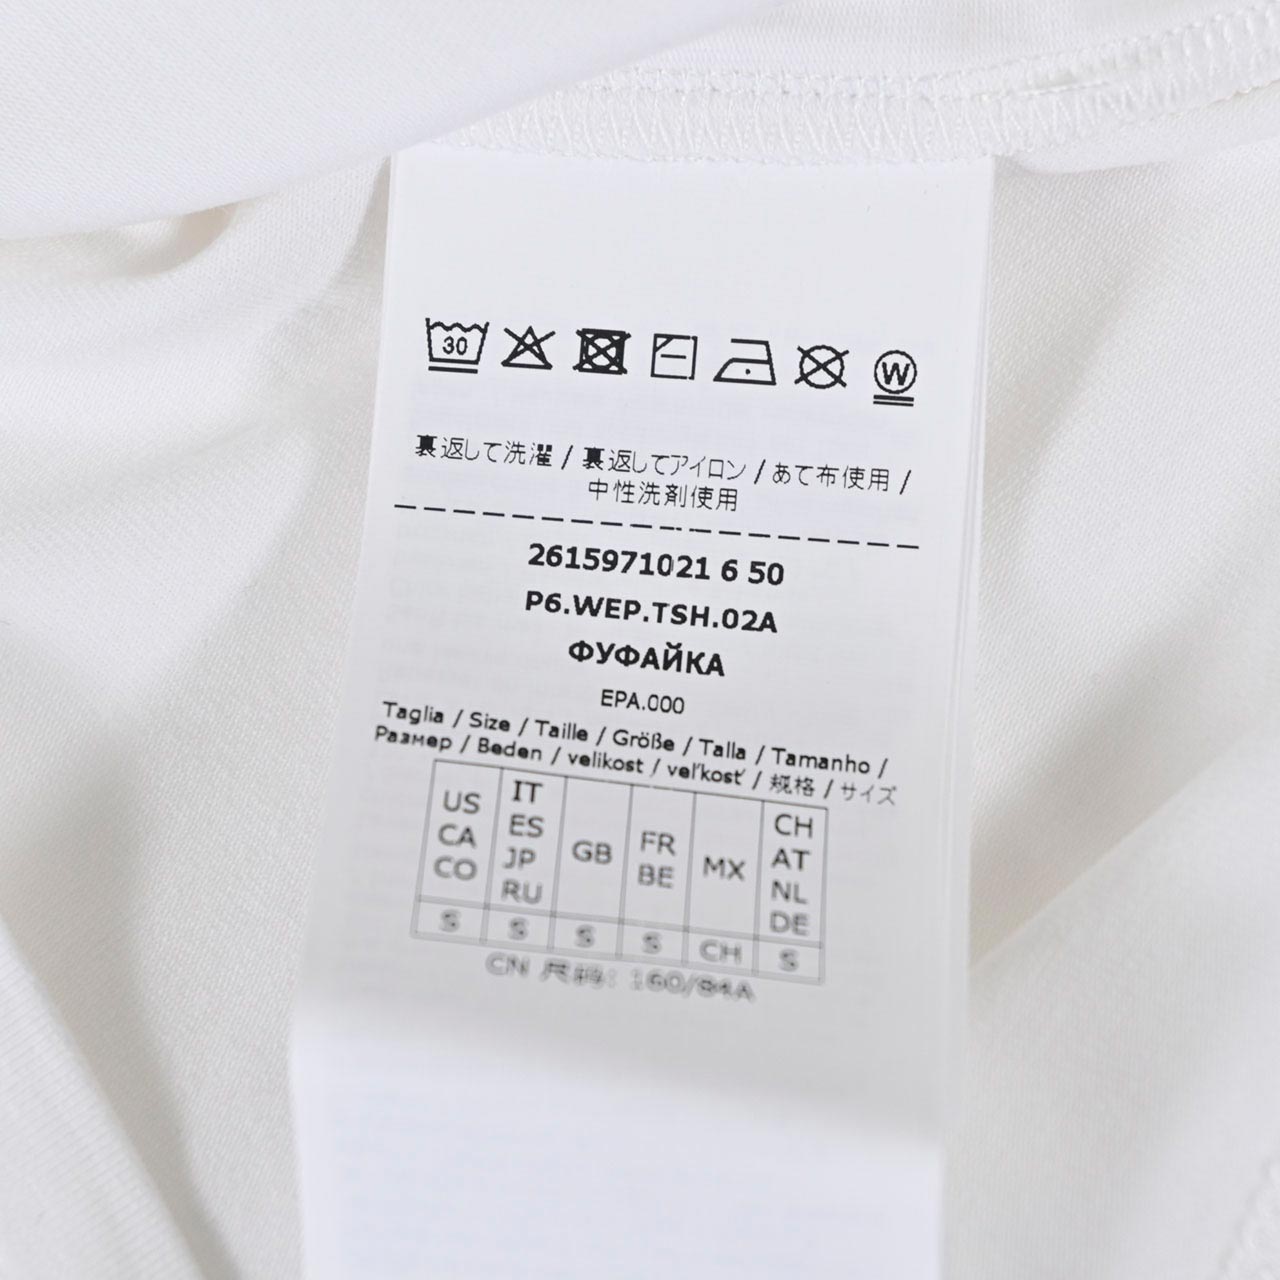 30
W
裏返して洗濯 / 裏返してアイロン / あて布使用 /
中性洗剤使用
2615971021 6 50
P6.WEP.TSH.02A
ФУФАЙКА
EPA.000
Taglia / Size / Taille / Größe / Talla / Tamanho /
Размер / Beden / velikost / veľkosť / 规格 / サイズ
US CA CO
IT ES JP RU
GB
FR BE
MX
CH AT NL DE
S S S S CH S
CN 尺码: 160/84A